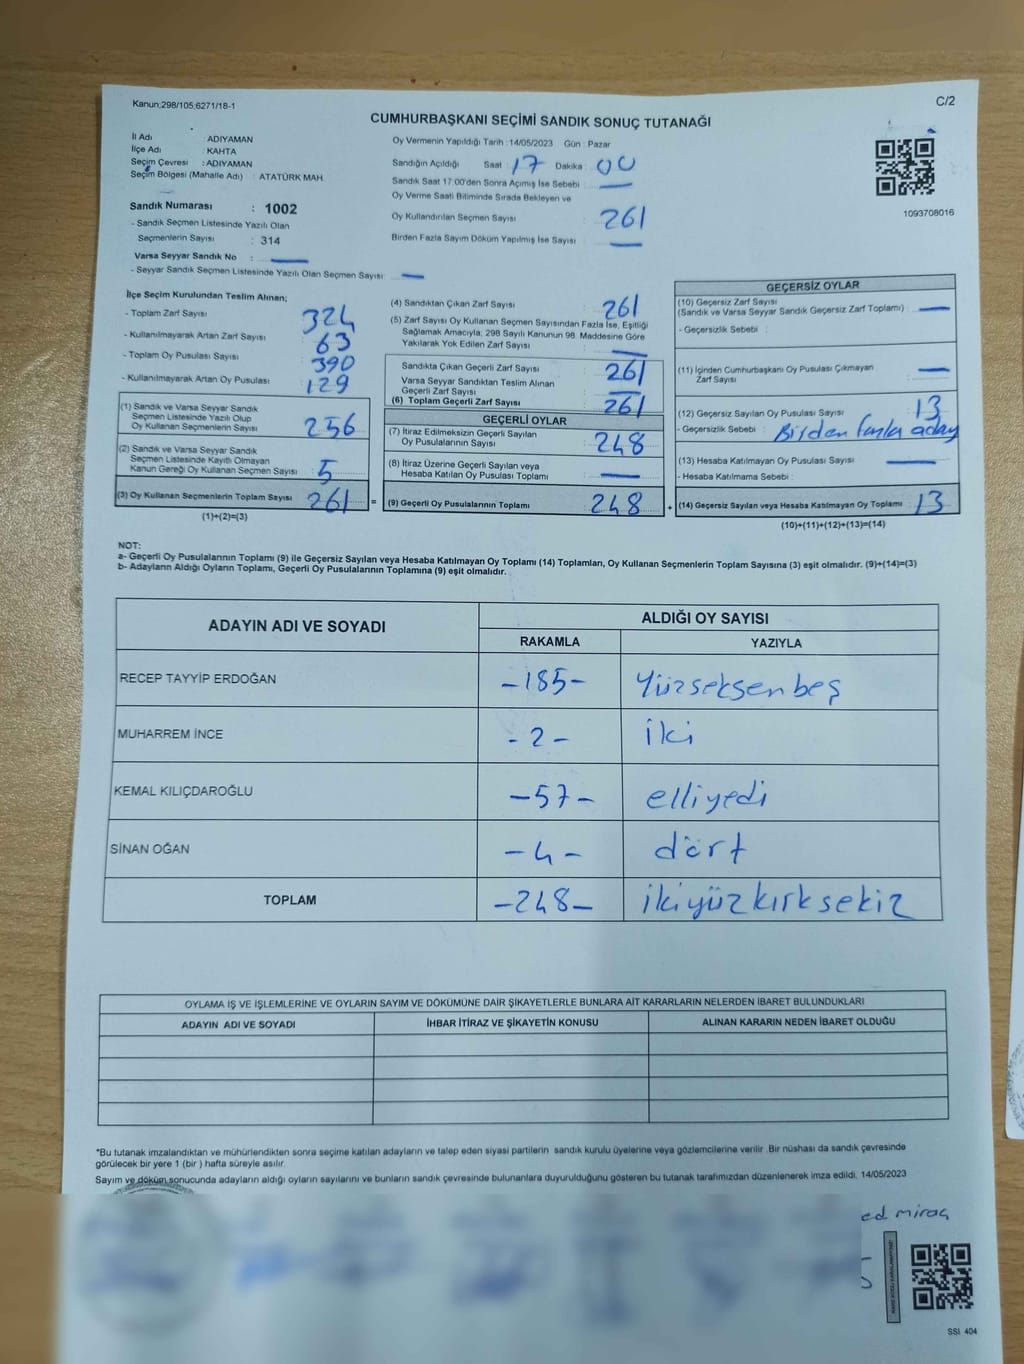 Kanun;298/105;6271/18-1
C/2
CUMHURBAŞKANI SEÇİMİ SANDIK SONUÇ TUTANAĞI
İl Adı : ADIYAMAN
İlçe Adı : KAHTA
Seçim Çevresi : ADIYAMAN
Seçim Bölgesi (Mahalle Adı) : ATATÜRK MAH.
Sandık Numarası : 1002
- Sandık Seçmen Listesinde Yazılı Olan
Seçmenlerin Sayısı : 314
Varsa Seyyar Sandık No : —
- Seyyar Sandık Seçmen Listesinde Yazılı Olan Seçmen Sayısı : —
Oy Vermenin Yapıldığı Tarih : 14/05/2023 Gün : Pazar
Sandığın Açıldığı Saat : 17 Dakika : 00
Sandık Saat 17:00'den Sonra Açımış İse Sebebi : —
Oy Verme Saati Bitiminde Sırada Bekleyen ve
Oy Kullandırılan Seçmen Sayısı : 261
Birden Fazla Sayım Döküm Yapılmış İse Sayısı : —
1093708016
İlçe Seçim Kurulundan Teslim Alınan;
- Toplam Zarf Sayısı : 324
- Kullanılmayarak Artan Zarf Sayısı : 63
- Toplam Oy Pusulası Sayısı : 390
- Kullanılmayarak Artan Oy Pusulası : 129
(1) Sandık ve Varsa Seyyar Sandık
Seçmen Listesinde Yazılı Olup
Oy Kullanan Seçmenlerin Sayısı : 256
(2) Sandık ve Varsa Seyyar Sandık
Seçmen Listesinde Kayıtlı Olmayan
Kanun Gereği Oy Kullanan Seçmen Sayısı : 5
(3) Oy Kullanan Seçmenlerin Toplam Sayısı : 261 =
(1)+(2)=(3)
(4) Sandıktan Çıkan Zarf Sayısı : 261
(5) Zarf Sayısı Oy Kullanan Seçmen Sayısından Fazla İse, Eşitliği
Sağlamak Amacıyla, 298 Sayılı Kanunun 98. Maddesine Göre
Yakılarak Yok Edilen Zarf Sayısı : —
Sandıkta Çıkan Geçerli Zarf Sayısı : 261
Varsa Seyyar Sandıktan Teslim Alınan
Geçerli Zarf Sayısı : —
(6) Toplam Geçerli Zarf Sayısı : 261
GEÇERLİ OYLAR
(7) İtiraz Edilmeksizin Geçerli Sayılan
Oy Pusulalarının Sayısı : 248
(8) İtiraz Üzerine Geçerli Sayılan veya
Hesaba Katılan Oy Pusulası Toplamı : —
(9) Geçerli Oy Pusulalarının Toplamı : 248 +
GEÇERSİZ OYLAR
(10) Geçersiz Zarf Sayısı
(Sandık ve Varsa Seyyar Sandık Geçersiz Zarf Toplamı) : —
- Geçersizlik Sebebi :
(11) İçinden Cumhurbaşkanı Oy Pusulası Çıkmayan
Zarf Sayısı : —
(12) Geçersiz Sayılan Oy Pusulası Sayısı : 13
- Geçersizlik Sebebi : Birden fazla aday
(13) Hesaba Katılmayan Oy Pusulası Sayısı : —
- Hesaba Katılmama Sebebi :
(14) Geçersiz Sayılan veya Hesaba Katılmayan Oy Toplamı : 13
(10)+(11)+(12)+(13)=(14)
NOT:
a- Geçerli Oy Pusulalarının Toplamı (9) ile Geçersiz Sayılan veya Hesaba Katılmayan Oy Toplamı (14) Toplamları, Oy Kullanan Seçmenlerin Toplam Sayısına (3) eşit olmalıdır. (9)+(14)=(3)
b- Adayların Aldığı Oyların Toplamı, Geçerli Oy Pusulalarının Toplamına (9) eşit olmalıdır.
ADAYIN ADI VE SOYADI ALDIĞI OY SAYISI
RAKAMLA YAZIYLA
RECEP TAYYİP ERDOĞAN -185- Yüzseksenbeş
MUHARREM İNCE -2- iki
KEMAL KILIÇDAROĞLU -57- elliyedi
SİNAN OĞAN -4- dört
TOPLAM -248- ikiyüzkırksekiz
OYLAMA İŞ VE İŞLEMLERİNE VE OYLARIN SAYIM VE DÖKÜMÜNE DAİR ŞİKAYETLERLE BUNLARA AİT KARARLARIN NELERDEN İBARET BULUNDUKLARI
ADAYIN ADI VE SOYADI İHBAR İTİRAZ VE ŞİKAYETİN KONUSU ALINAN KARARIN NEDEN İBARET OLDUĞU
*Bu tutanak imzalandıktan ve mühürlendikten sonra seçime katılan adayların ve talep eden siyasi partilerin sandık kurulu üyelerine veya gözlemcilerine verilir. Bir nüshası da sandık çevresinde
görülecek bir yere 1 (bir ) hafta süreyle asılır.
Sayım ve döküm sonucunda adayların aldığı oyların sayılarını ve bunların sandık çevresinde bulunanlara duyurulduğunu gösteren bu tutanak tarafımızdan düzenlenerek imza edildi. 14/05/2023
ed miraç
SSI 404